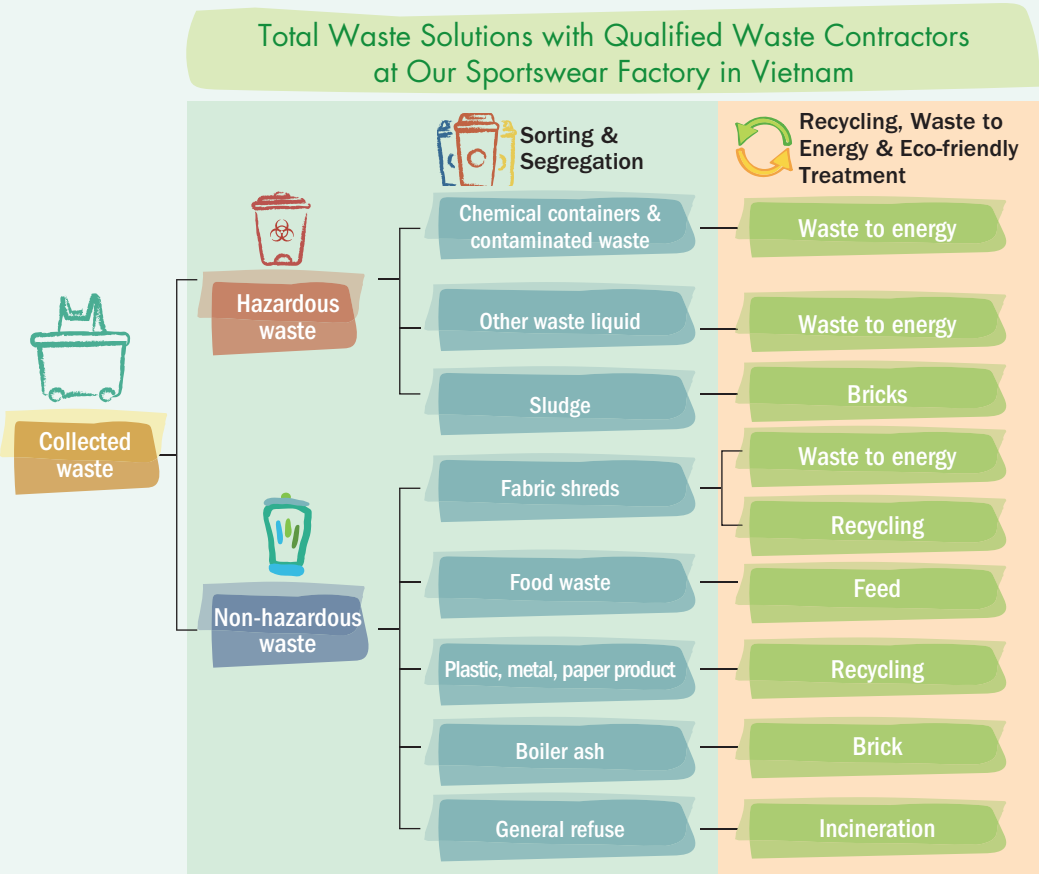 Total Waste Solutions with Qualified Waste Contractors
at Our Sportswear Factory in Vietnam
Sorting &
Segregation
Recycling, Waste to
Energy & Eco-friendly
Treatment
Collected
waste
Hazardous
waste
Chemical containers &
contaminated waste
Waste to energy
Other waste liquid
Waste to energy
Sludge
Bricks
Non-hazardous
waste
Fabric shreds
Waste to energy
Recycling
Food waste
Feed
Plastic, metal, paper product
Recycling
Boiler ash
Brick
General refuse
Incineration